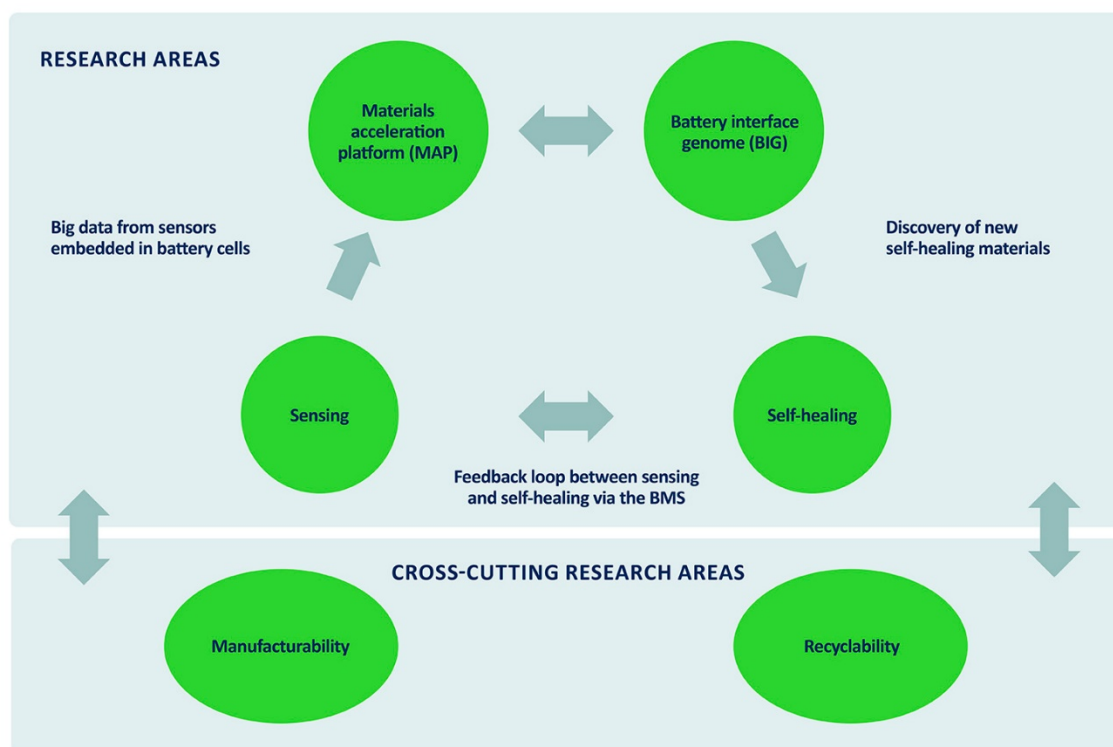 RESEARCH AREAS
Materials
acceleration
platform (MAP)
Battery interface
genome (BIG)
Big data from sensors
embedded in battery cells
Discovery of new
self-healing materials
Sensing
Self-healing
Feedback loop between sensing
and self-healing via the BMS
CROSS-CUTTING RESEARCH AREAS
Manufacturability
Recyclability